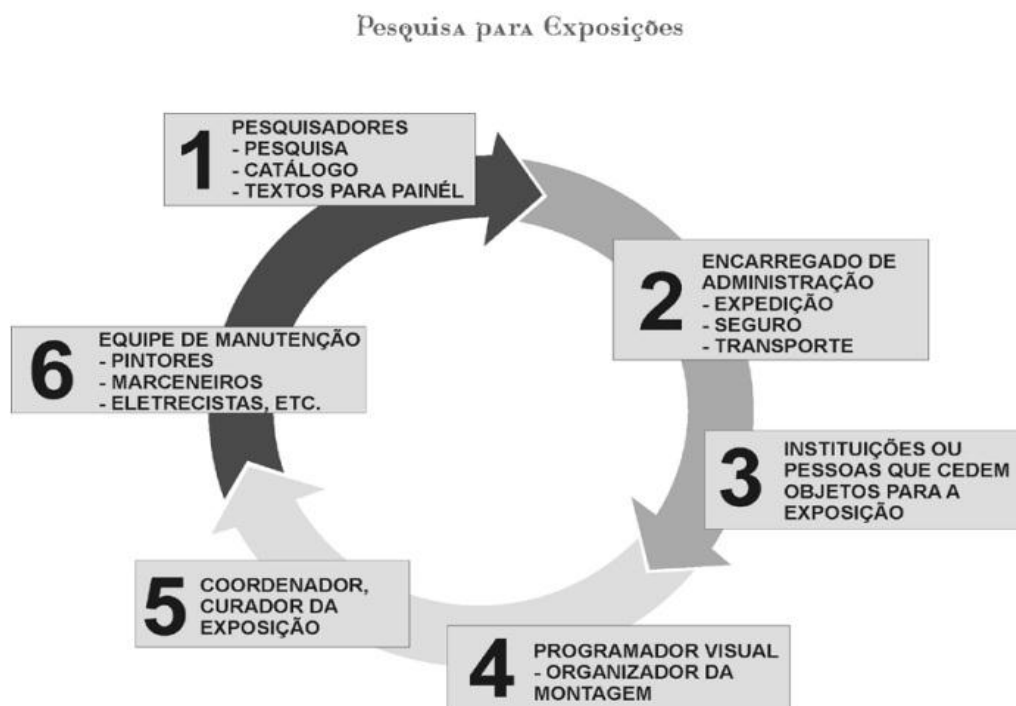 Pesquisa para Exposições
1
PESQUISADORES
- PESQUISA
- CATÁLOGO
- TEXTOS PARA PAINÉL
2
ENCARREGADO DE
ADMINISTRAÇÃO
- EXPEDIÇÃO
- SEGURO
- TRANSPORTE
3
INSTITUIÇÕES OU
PESSOAS QUE CEDEM
OBJETOS PARA A
EXPOSIÇÃO
4
PROGRAMADOR VISUAL
- ORGANIZADOR DA
MONTAGEM
5
COORDENADOR,
CURADOR DA
EXPOSIÇÃO
6
EQUIPE DE MANUTENÇÃO
- PINTORES
- MARCENEIROS
- ELETRECISTAS, ETC.